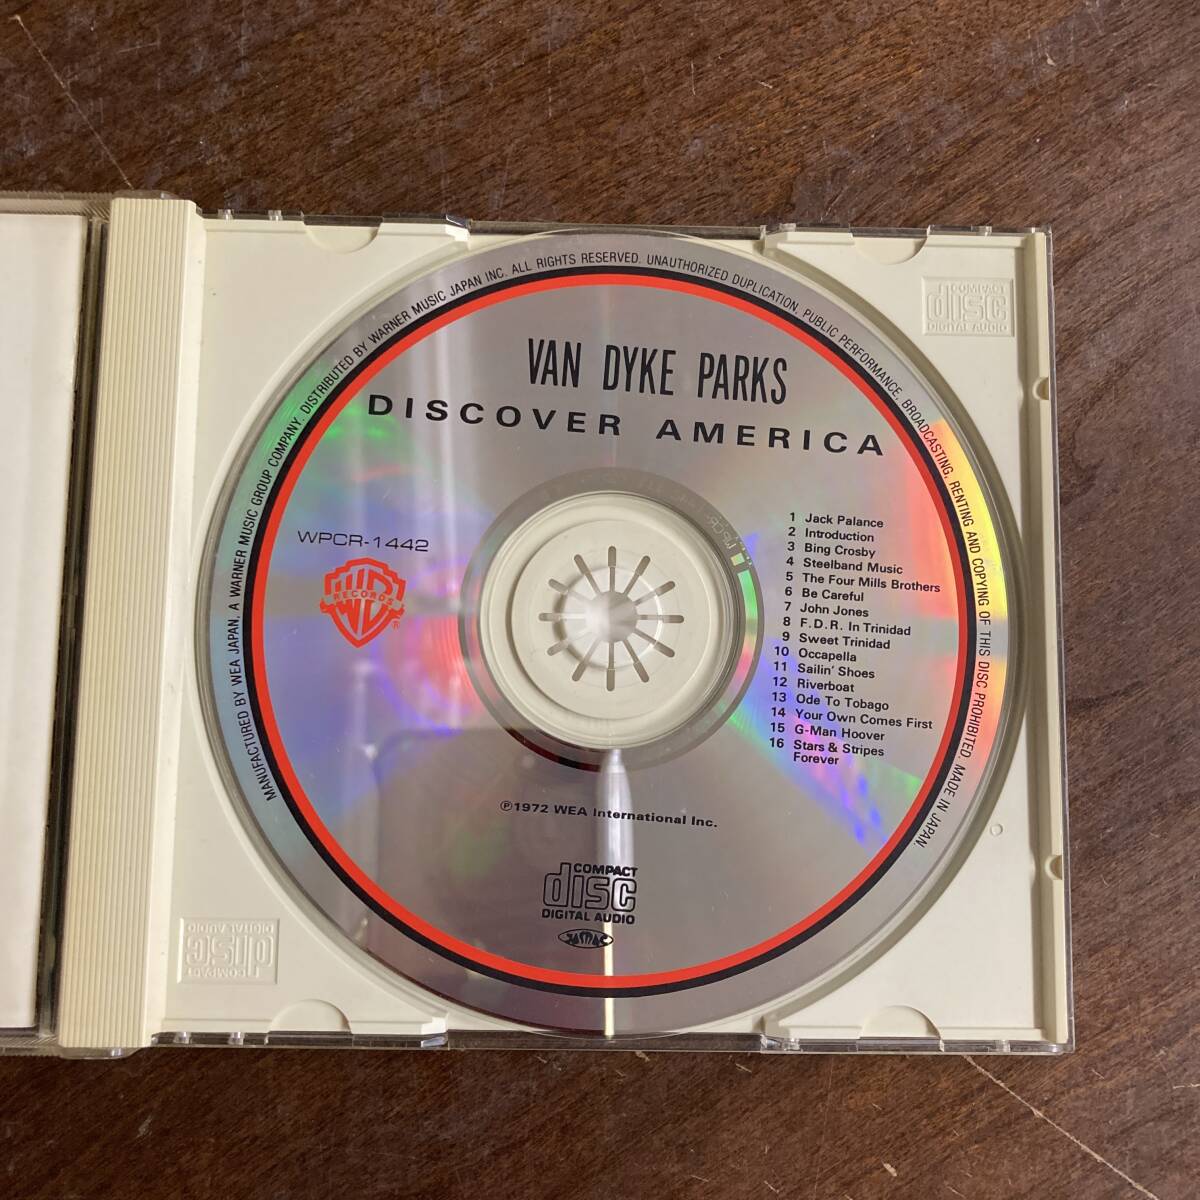 VAN DYKE PARKS
DISCOVER AMERICA
WPCR-1442
WB
RECORDS
®
1 Jack Palance
2 Introduction
3 Bing Crosby
4 Steelband Music
5 The Four Mills Brothers
6 Be Careful
7 John Jones
8 F.D.R. In Trinidad
9 Sweet Trinidad
10 Occapella
11 Sailin' Shoes
12 Riverboat
13 Ode To Tobago
14 Your Own Comes First
15 G-Man Hoover
16 Stars & Stripes
Forever
℗1972 WEA International Inc.
COMPACT
disc
DIGITAL AUDIO
JASRAC
MANUFACTURED BY WEA JAPAN, A WARNER MUSIC GROUP COMPANY. DISTRIBUTED BY WARNER MUSIC JAPAN INC. ALL RIGHTS RESERVED. UNAUTHORIZED DUPLICATION, PUBLIC PERFORMANCE, BROADCASTING, RENTING AND COPYING OF THIS DISC PROHIBITED. MADE IN JAPAN.
COMPACT
disc
DIGITAL AUDIO
COMPACT
disc
DIGITAL AUDIO